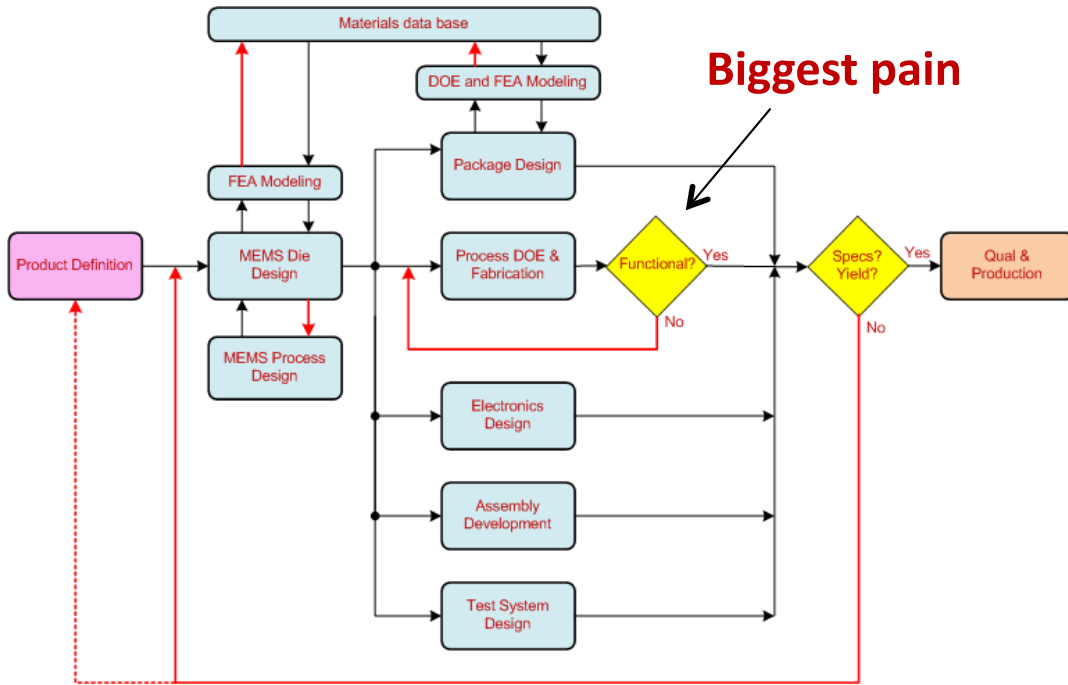 Materials data base
Biggest pain
DOE and FEA Modeling
Package Design
FEA Modeling
Product Definition
MEMS Die
Design
Process DOE &
Fabrication
Functional?
Yes
Specs?
Yield?
Yes
Qual &
Production
No
No
MEMS Process
Design
Electronics
Design
Assembly
Development
Test System
Design